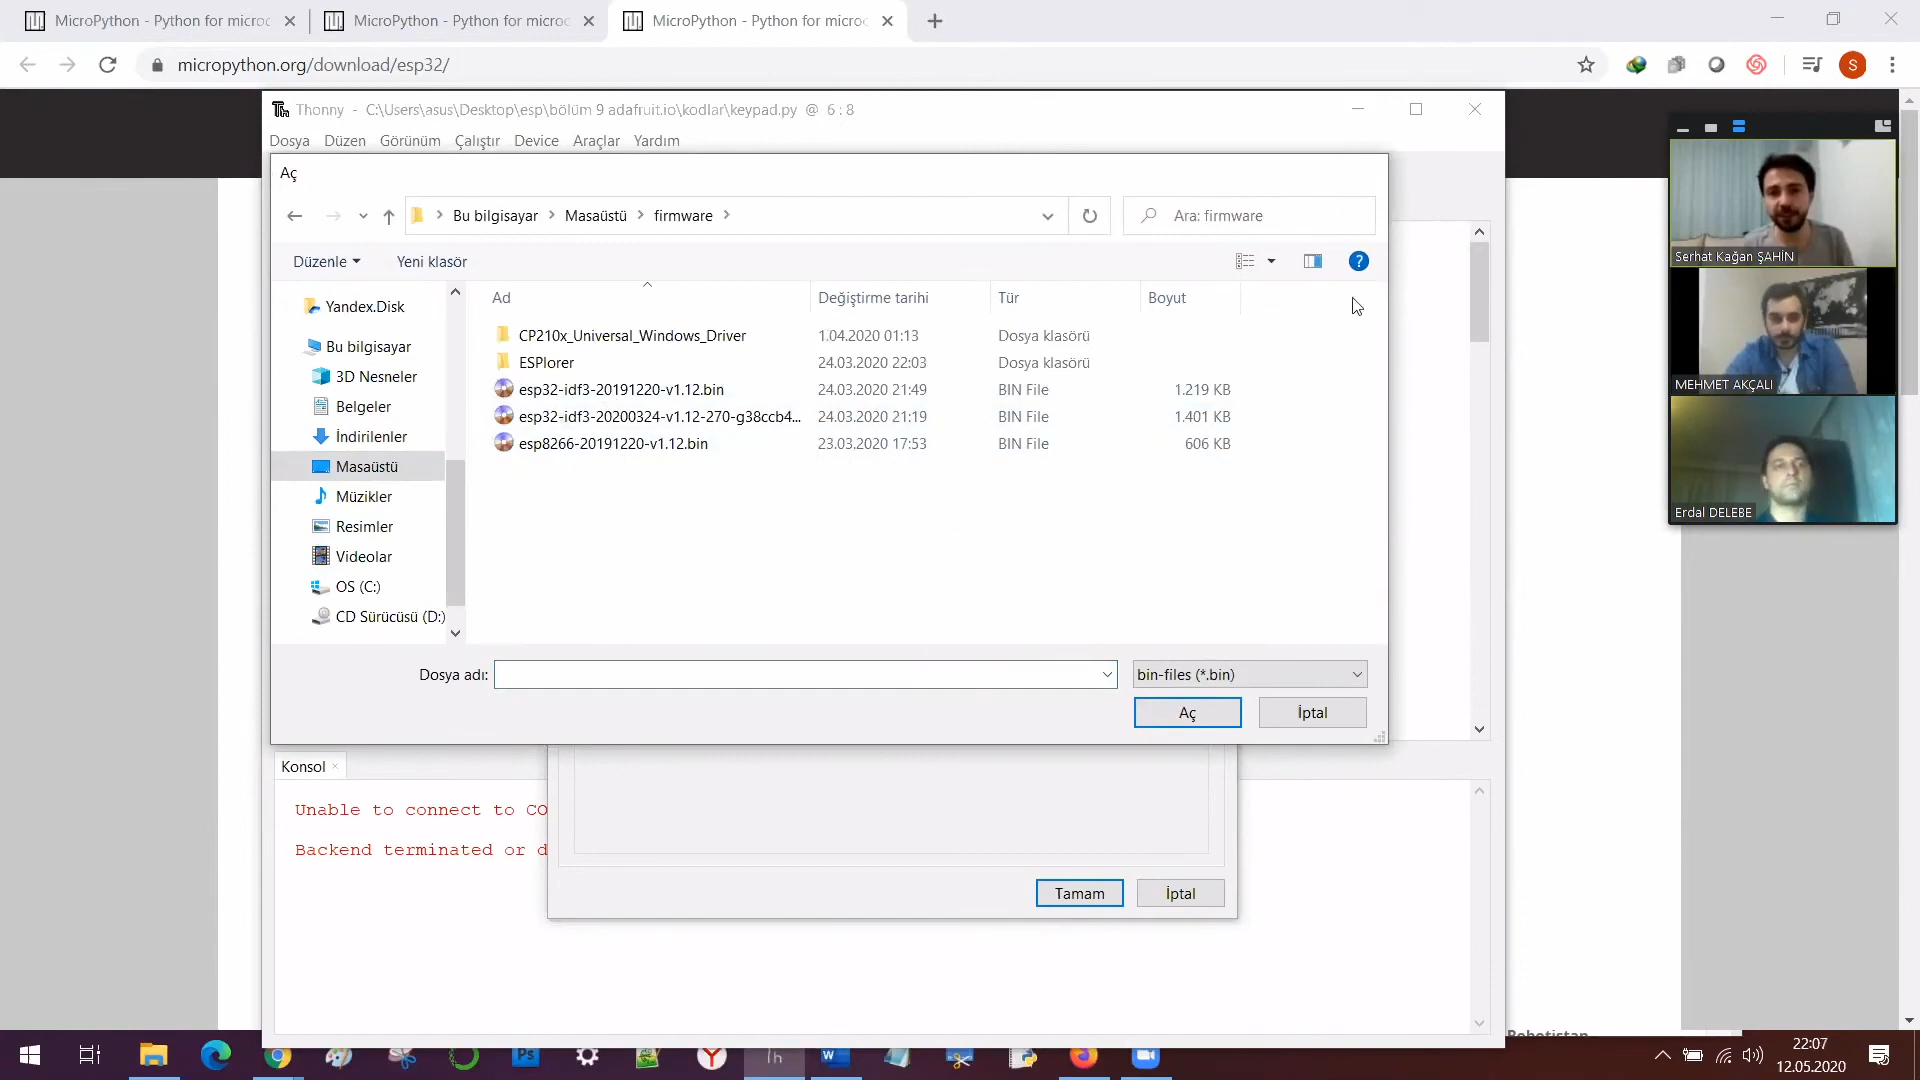 MicroPython - Python for microc
MicroPython - Python for microc
MicroPython - Python for microc
micropython.org/download/esp32/
S
Thonny - C:\Users\asus\Desktop\esp\bölüm 9 adafruit.io\kodlar\keypad.py @ 6 : 8
Dosya Düzen Görünüm Çalıştır Device Araçlar Yardım
Aç
Bu bilgisayar Masaüstü firmware
Ara: firmware
Düzenle Yeni klasör
Ad Değiştirme tarihi Tür Boyut
CP210x_Universal_Windows_Driver 1.04.2020 01:13 Dosya klasörü
ESPlorer 24.03.2020 22:03 Dosya klasörü
esp32-idf3-20191220-v1.12.bin 24.03.2020 21:49 BIN File 1.219 KB
esp32-idf3-20200324-v1.12-270-g38ccb4... 24.03.2020 21:19 BIN File 1.401 KB
esp8266-20191220-v1.12.bin 23.03.2020 17:53 BIN File 606 KB
Yandex.Disk
Bu bilgisayar
3D Nesneler
Belgeler
İndirilenler
Masaüstü
Müzikler
Resimler
Videolar
OS (C:)
CD Sürücüsü (D:)
Dosya adı:
bin-files (*.bin)
Aç İptal
Konsol
Unable to connect to CO
Backend terminated or d
Tamam İptal
Serhat Kağan ŞAHİN
MEHMET AKÇALI
Erdal DELEBE
Robotistan
22:07
12.05.2020